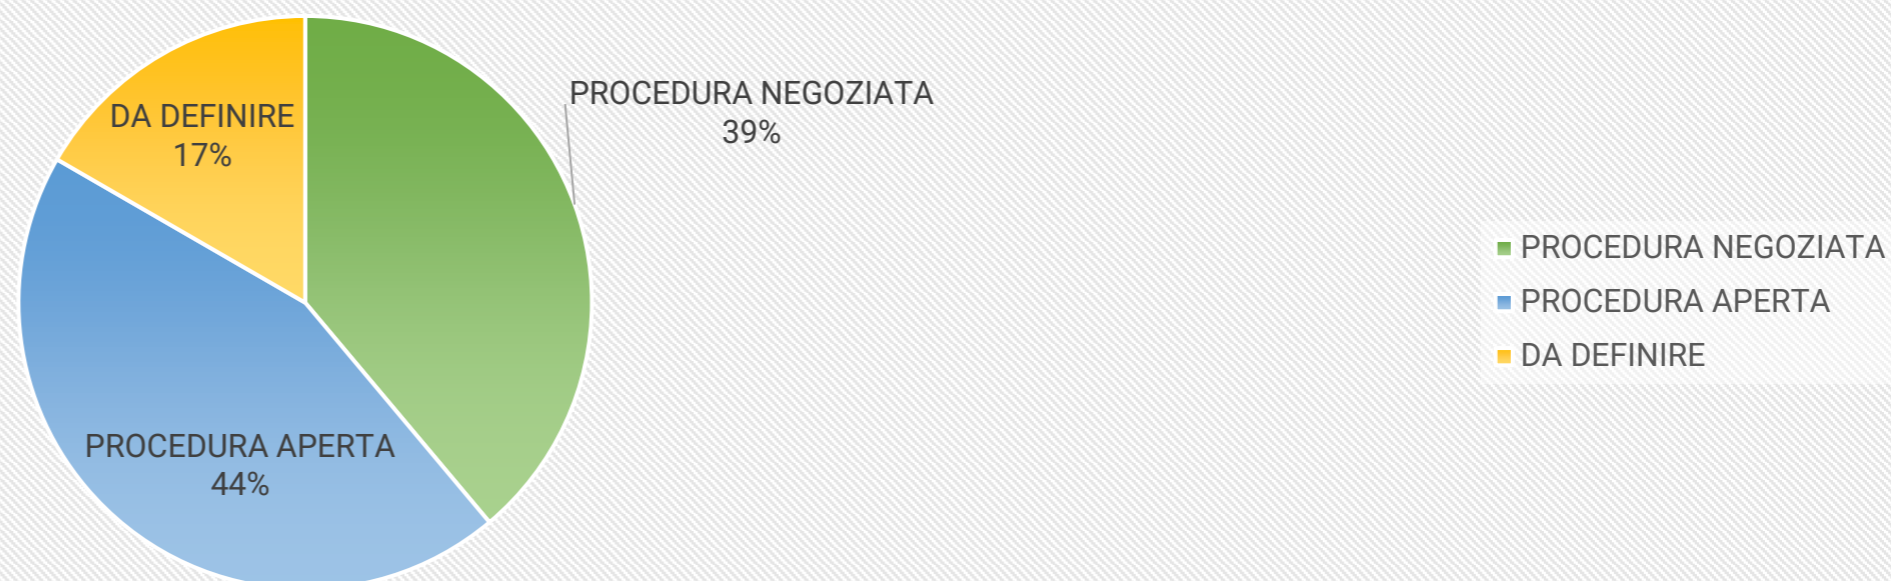 DA DEFINIRE
17%
PROCEDURA NEGOZIATA
39%
PROCEDURA APERTA
44%
PROCEDURA NEGOZIATA
PROCEDURA APERTA
DA DEFINIRE